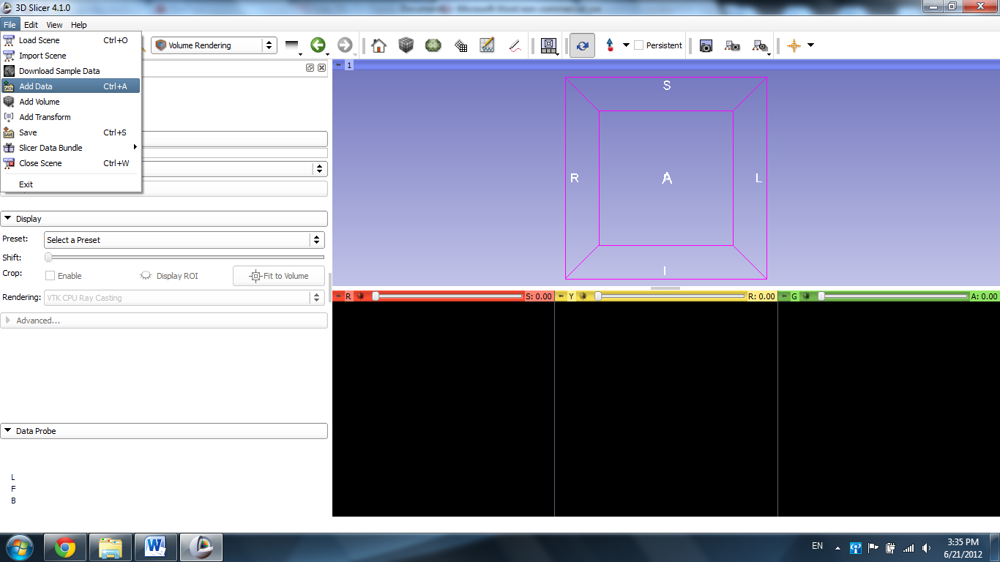 3D Slicer 4.1.0
File Edit View Help
Load Scene Ctrl+O
Import Scene
Download Sample Data
Add Data Ctrl+A
Add Volume
Add Transform
Save Ctrl+S
Slicer Data Bundle
Close Scene Ctrl+W
Exit
Volume Rendering
Persistent
1
S
R A L
I
Display
Preset: Select a Preset
Shift:
Crop: Enable Display ROI Fit to Volume
Rendering: VTK CPU Ray Casting
Advanced...
R S: 0.00 Y R: 0.00 G A: 0.00
Data Probe
L
F
B
EN
3:35 PM
6/21/2012